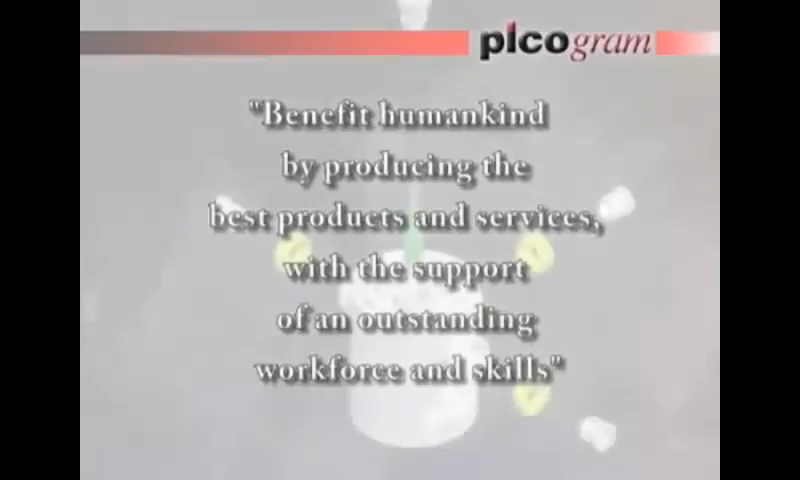 picogram
"Benefit humankind
by producing the
best products and services,
with the support
of an outstanding
workforce and skills"